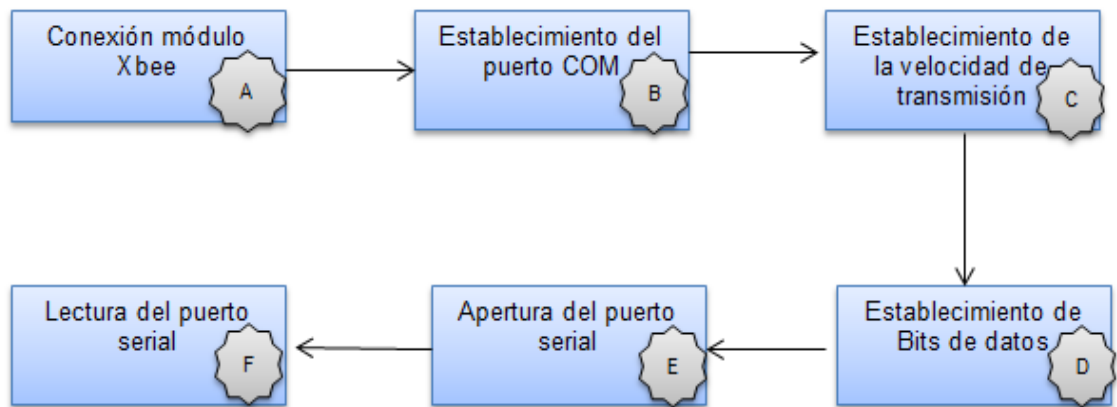 Conexión módulo
Xbee
A
Establecimiento del
puerto COM
B
Establecimiento de
la velocidad de
transmisión
C
Establecimiento de
Bits de datos
D
Apertura del puerto
serial
E
Lectura del puerto
serial
F